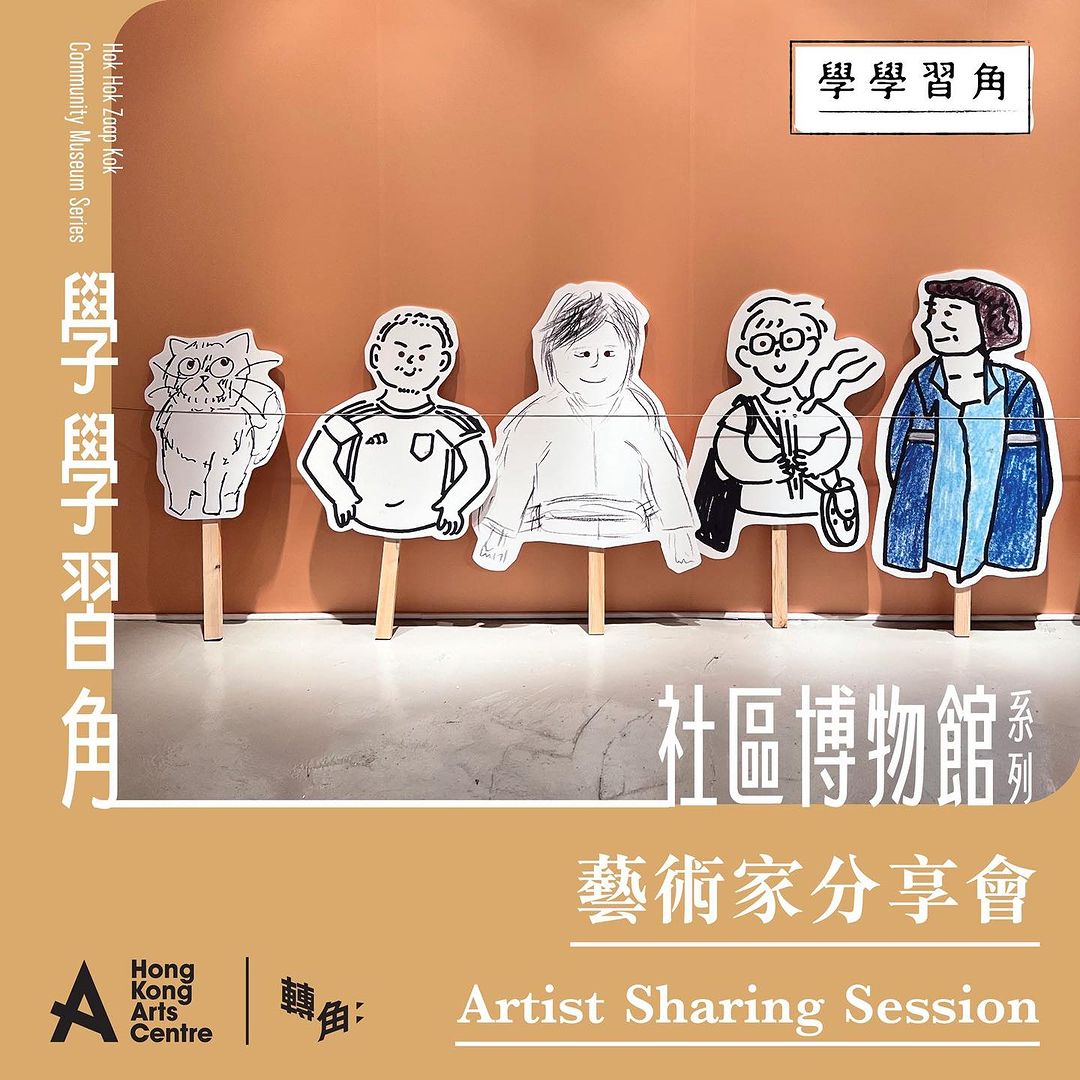 Hok Hok Zaap Kok
Community Museum Series
學學習角
學學習角
社區博物館
系列
藝術家分享會
Artist Sharing Session
Hong
Kong
Arts
Centre
轉角: